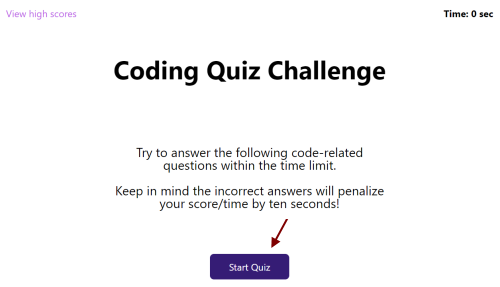 View high scores
Time: 0 sec
Coding Quiz Challenge
Try to answer the following code-related
questions within the time limit.
Keep in mind the incorrect answers will penalize
your score/time by ten seconds!
Start Quiz